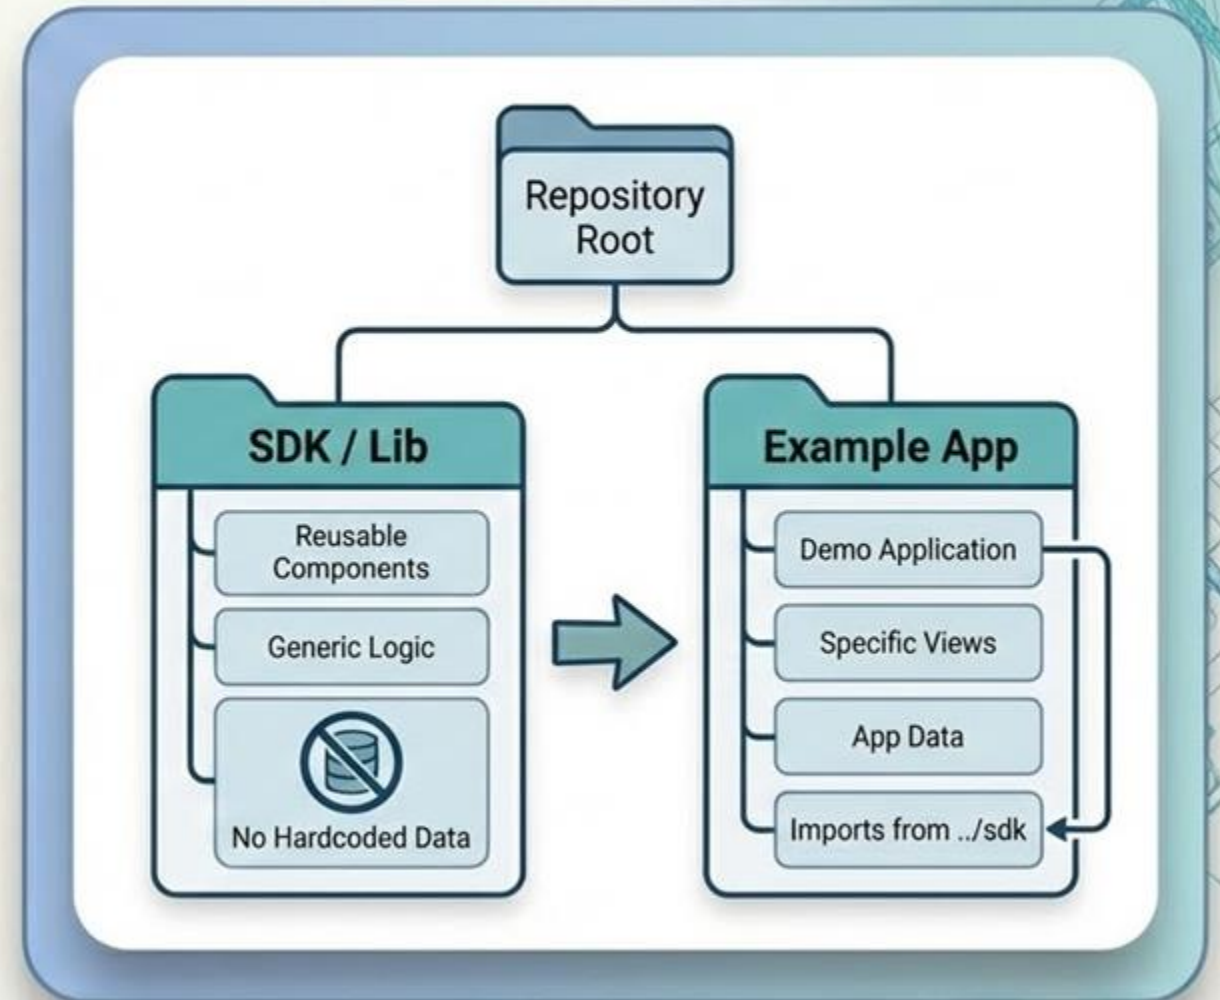 Repository
Root
SDK / Lib
Reusable
Components
Generic Logic
No Hardcoded Data
Example App
Demo Application
Specific Views
App Data
Imports from ../sdk